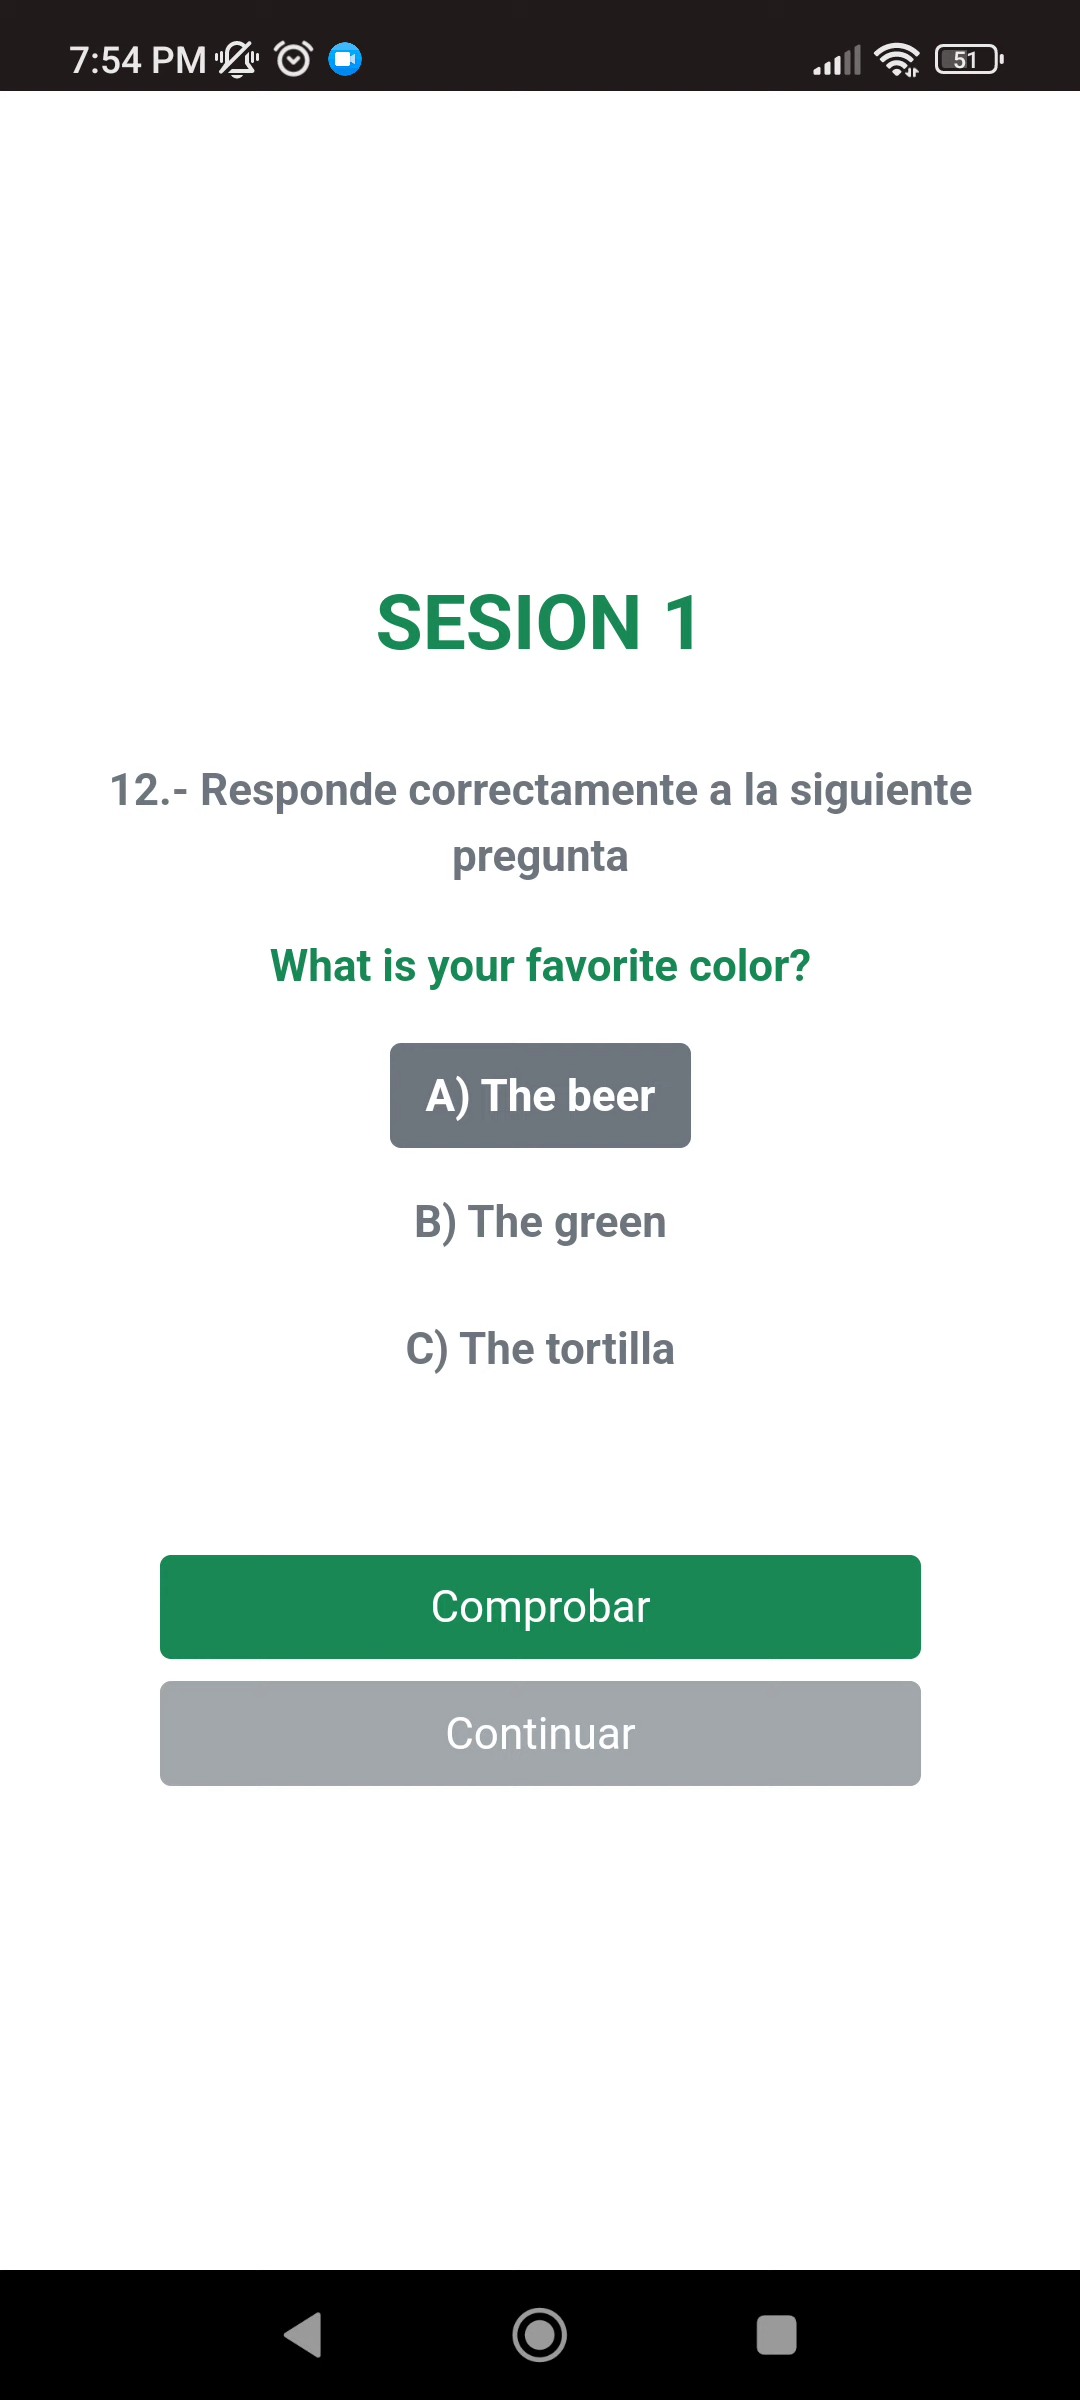 7:54 PM
51
SESION 1
12.- Responde correctamente a la siguiente
pregunta
What is your favorite color?
A) The beer
B) The green
C) The tortilla
Comprobar
Continuar